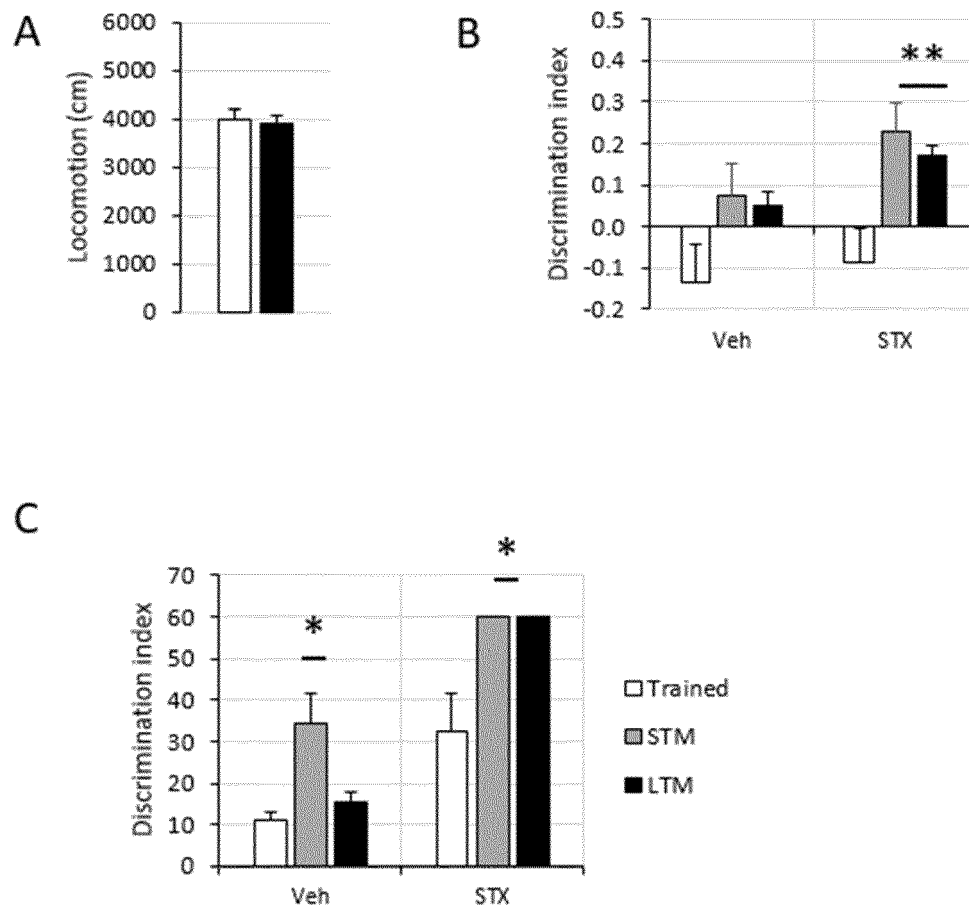 A
Locomotion (cm)
6000
5000
4000
3000
2000
1000
0
B
Discrimination index
0.5
0.4
0.3
0.2
0.1
0.0
-0.1
-0.2
**
Veh
STX
C
Discrimination index
70
60
50
40
30
20
10
0
*
*
Veh
STX
Trained
STM
LTM